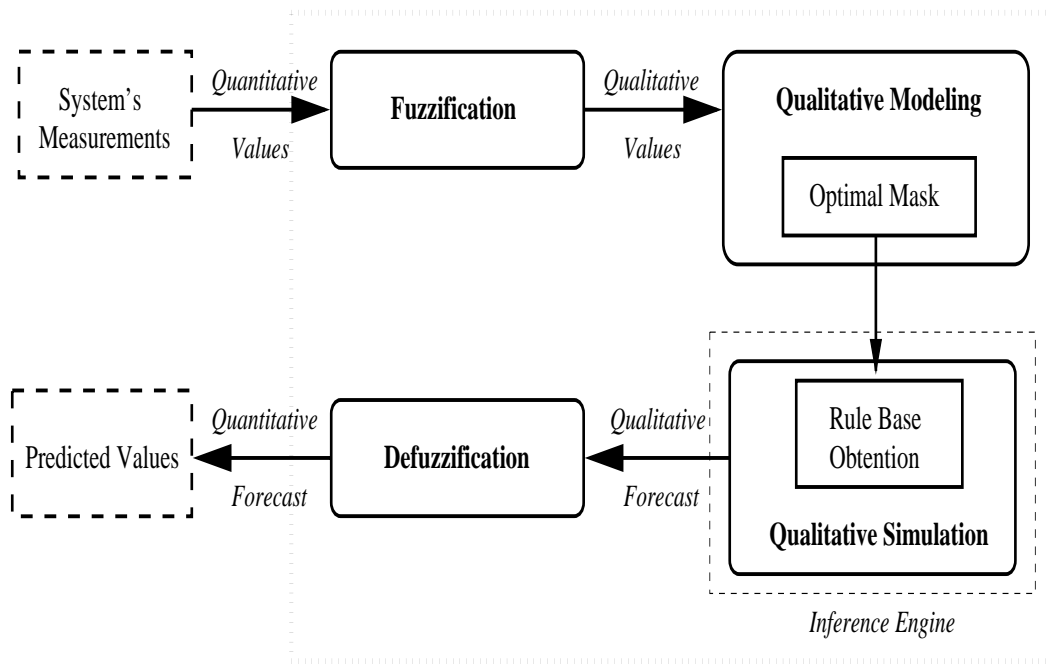 System's
Measurements
Quantitative
Values
Fuzzification
Qualitative
Values
Qualitative Modeling
Optimal Mask
Predicted Values
Quantitative
Forecast
Defuzzification
Qualitative
Forecast
Rule Base
Obtention
Qualitative Simulation
Inference Engine